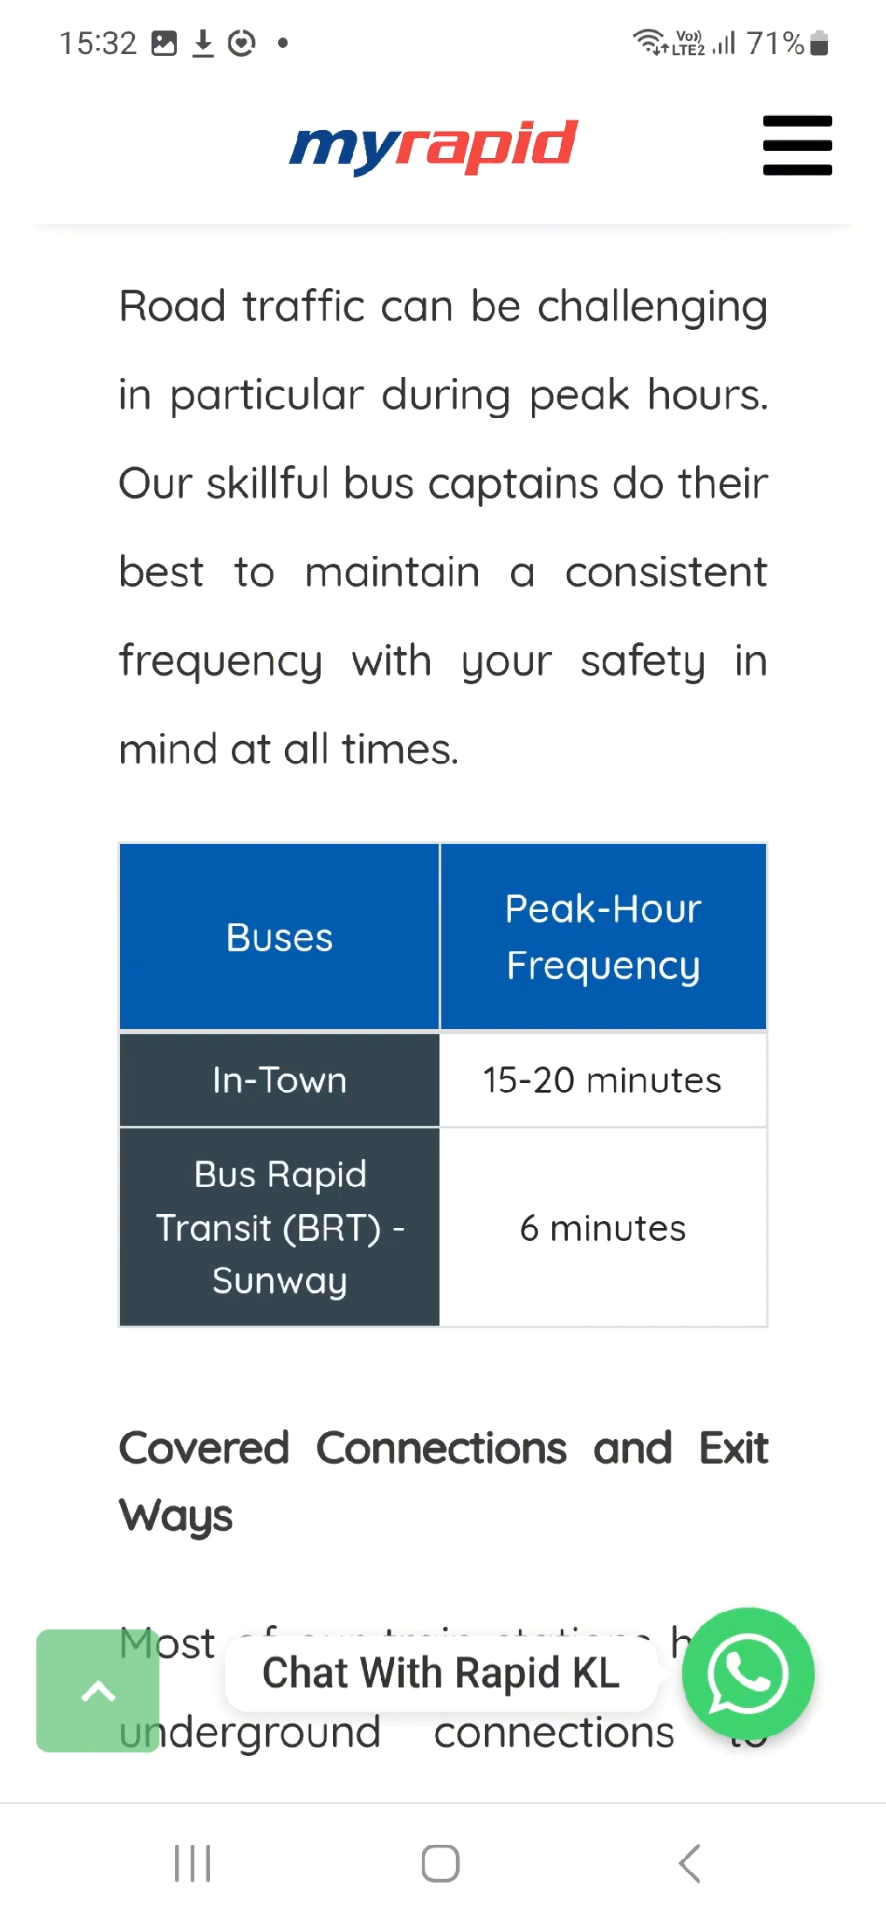 15:32
Vo))
LTE2
71%
myrapid
Road traffic can be challenging
in particular during peak hours.
Our skillful bus captains do their
best to maintain a consistent
frequency with your safety in
mind at all times.
Buses
Peak-Hour
Frequency
In-Town
15-20 minutes
Bus Rapid
Transit (BRT) -
Sunway
6 minutes
Covered Connections and Exit
Ways
Most
Chat With Rapid KL
underground connections to